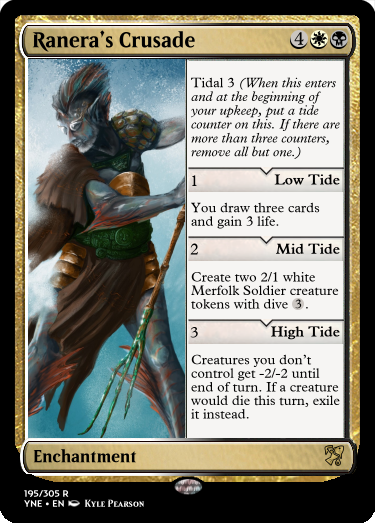 Ranera's Crusade 4
Tidal 3 (When this enters
and at the beginning of
your upkeep, put a tide
counter on this. If there are
more than three counters,
remove all but one.)
1 Low Tide
You draw three cards
and gain 3 life.
2 Mid Tide
Create two 2/1 white
Merfolk Soldier creature
tokens with dive 3.
3 High Tide
Creatures you don't
control get -2/-2 until
end of turn. If a creature
would die this turn, exile
it instead.
Enchantment
195/305 R
YNE • EN Kyle Pearson